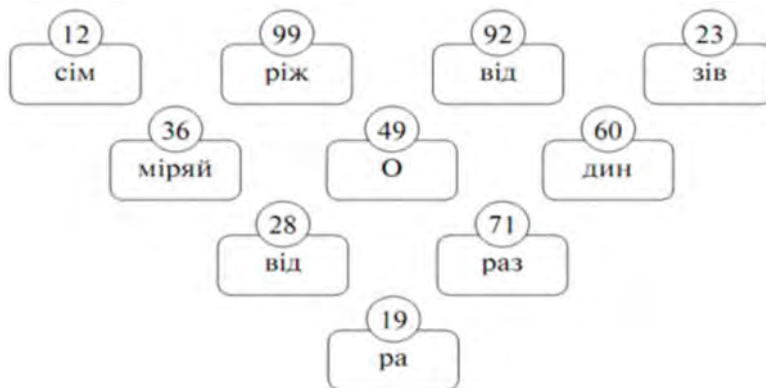 12 99 92 23
сім ріж від зів
36 49 60
міряй О дин
28 71
від раз
19
ра